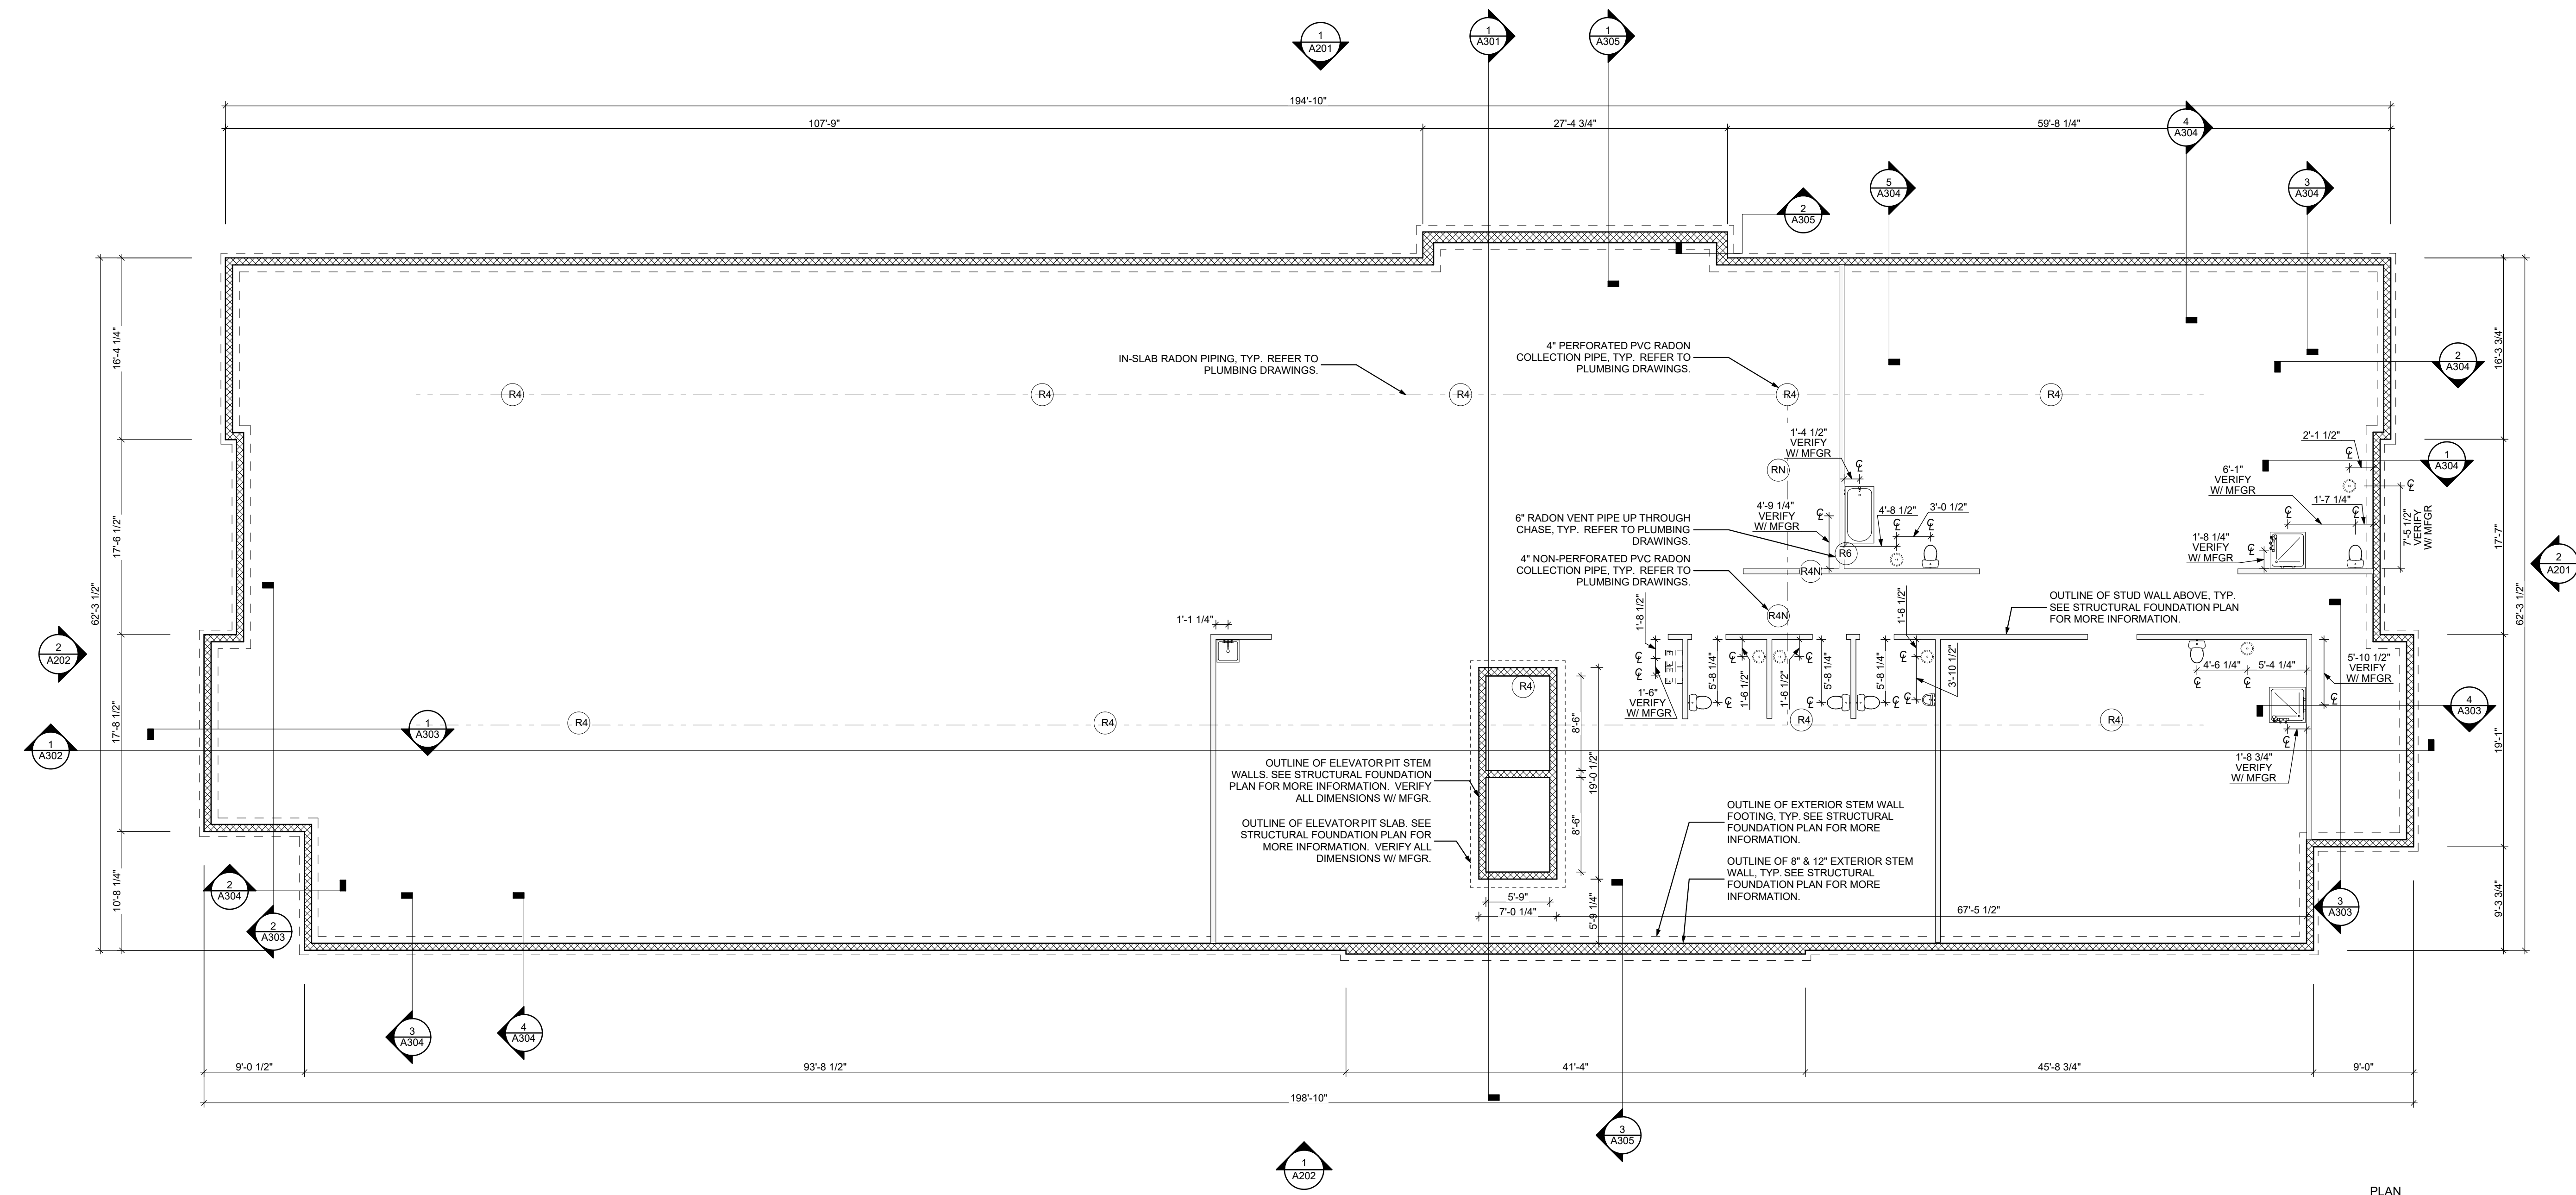 1
A201
1
A301
1
A305
194'-10"
107'-9"
27'-4 3/4"
59'-8 1/4"
4
A304
5
A304
3
A304
2
A305
16'-4 1/4"
17'-6 1/2"
62'-3 1/2"
17'-8 1/2"
10'-8 1/4"
16'-3 3/4"
17'-7"
62'-3 1/2"
19'-1"
9'-3 3/4"
IN-SLAB RADON PIPING, TYP. REFER TO
PLUMBING DRAWINGS.
4" PERFORATED PVC RADON
COLLECTION PIPE, TYP. REFER TO
PLUMBING DRAWINGS.
2
A304
R4
R4
R4
R4
R4
1'-4 1/2"
VERIFY
W/ MFGR
RN
2'-1 1/2"
1
A304
6'-1"
VERIFY
W/ MFGR
1'-7 1/4"
7'-5 1/2"
VERIFY
W/ MFGR
4'-9 1/4"
VERIFY
W/ MFGR
4'-8 1/2"
3'-0 1/2"
6" RADON VENT PIPE UP THROUGH
CHASE, TYP. REFER TO PLUMBING
DRAWINGS.
R6
1'-8 1/4"
VERIFY
W/ MFGR
4" NON-PERFORATED PVC RADON
COLLECTION PIPE, TYP. REFER TO
PLUMBING DRAWINGS.
R4N
R4N
2
A201
OUTLINE OF STUD WALL ABOVE, TYP.
SEE STRUCTURAL FOUNDATION PLAN
FOR MORE INFORMATION.
1'-1 1/4"
1'-8 1/2"
1'-6 1/2"
2
A202
5'-8 1/4"
1'-6 1/2"
1'-6 1/2"
5'-8 1/4"
5'-8 1/4"
3'-10 1/2"
1'-6"
VERIFY
W/ MFGR
4'-6 1/4"
5'-4 1/4"
5'-10 1/2"
VERIFY
W/ MFGR
R4
R4
R4
R4
R4
1
A303
4
A303
1
A302
8'-6"
19'-0 1/2"
8'-6"
1'-8 3/4"
VERIFY
W/ MFGR
OUTLINE OF ELEVATOR PIT STEM
WALLS. SEE STRUCTURAL FOUNDATION
PLAN FOR MORE INFORMATION. VERIFY
ALL DIMENSIONS W/ MFGR.
OUTLINE OF ELEVATOR PIT SLAB. SEE
STRUCTURAL FOUNDATION PLAN FOR
MORE INFORMATION. VERIFY ALL
DIMENSIONS W/ MFGR.
OUTLINE OF EXTERIOR STEM WALL
FOOTING, TYP. SEE STRUCTURAL
FOUNDATION PLAN FOR MORE
INFORMATION.
OUTLINE OF 8" & 12" EXTERIOR STEM
WALL, TYP. SEE STRUCTURAL
FOUNDATION PLAN FOR MORE
INFORMATION.
2
A304
2
A303
5'-9"
7'-0 1/4"
5'-9 1/4"
67'-5 1/2"
3
A303
3
A304
4
A304
9'-0 1/2"
93'-8 1/2"
41'-4"
45'-8 3/4"
9'-0"
198'-10"
3
A305
1
A202
PLAN